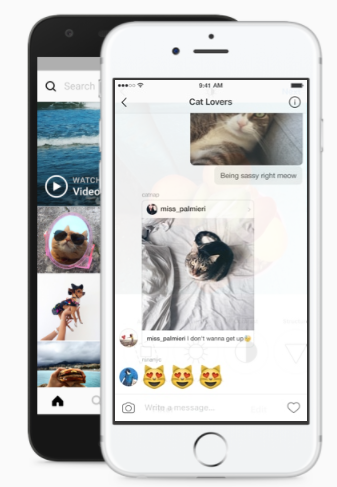 Search
WATCH
Video
9:41 AM
Cat Lovers
Being sassy right meow
miss_palmieri
miss_palmieri I don't wanna get up😉
Write a message...